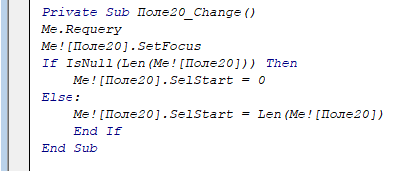 Private Sub Поле20_Change()
Me.Requery
Me![Поле20].SetFocus
If IsNull(Len(Me![Поле20])) Then
    Me![Поле20].SelStart = 0
Else:
    Me![Поле20].SelStart = Len(Me![Поле20])
    End If
End Sub